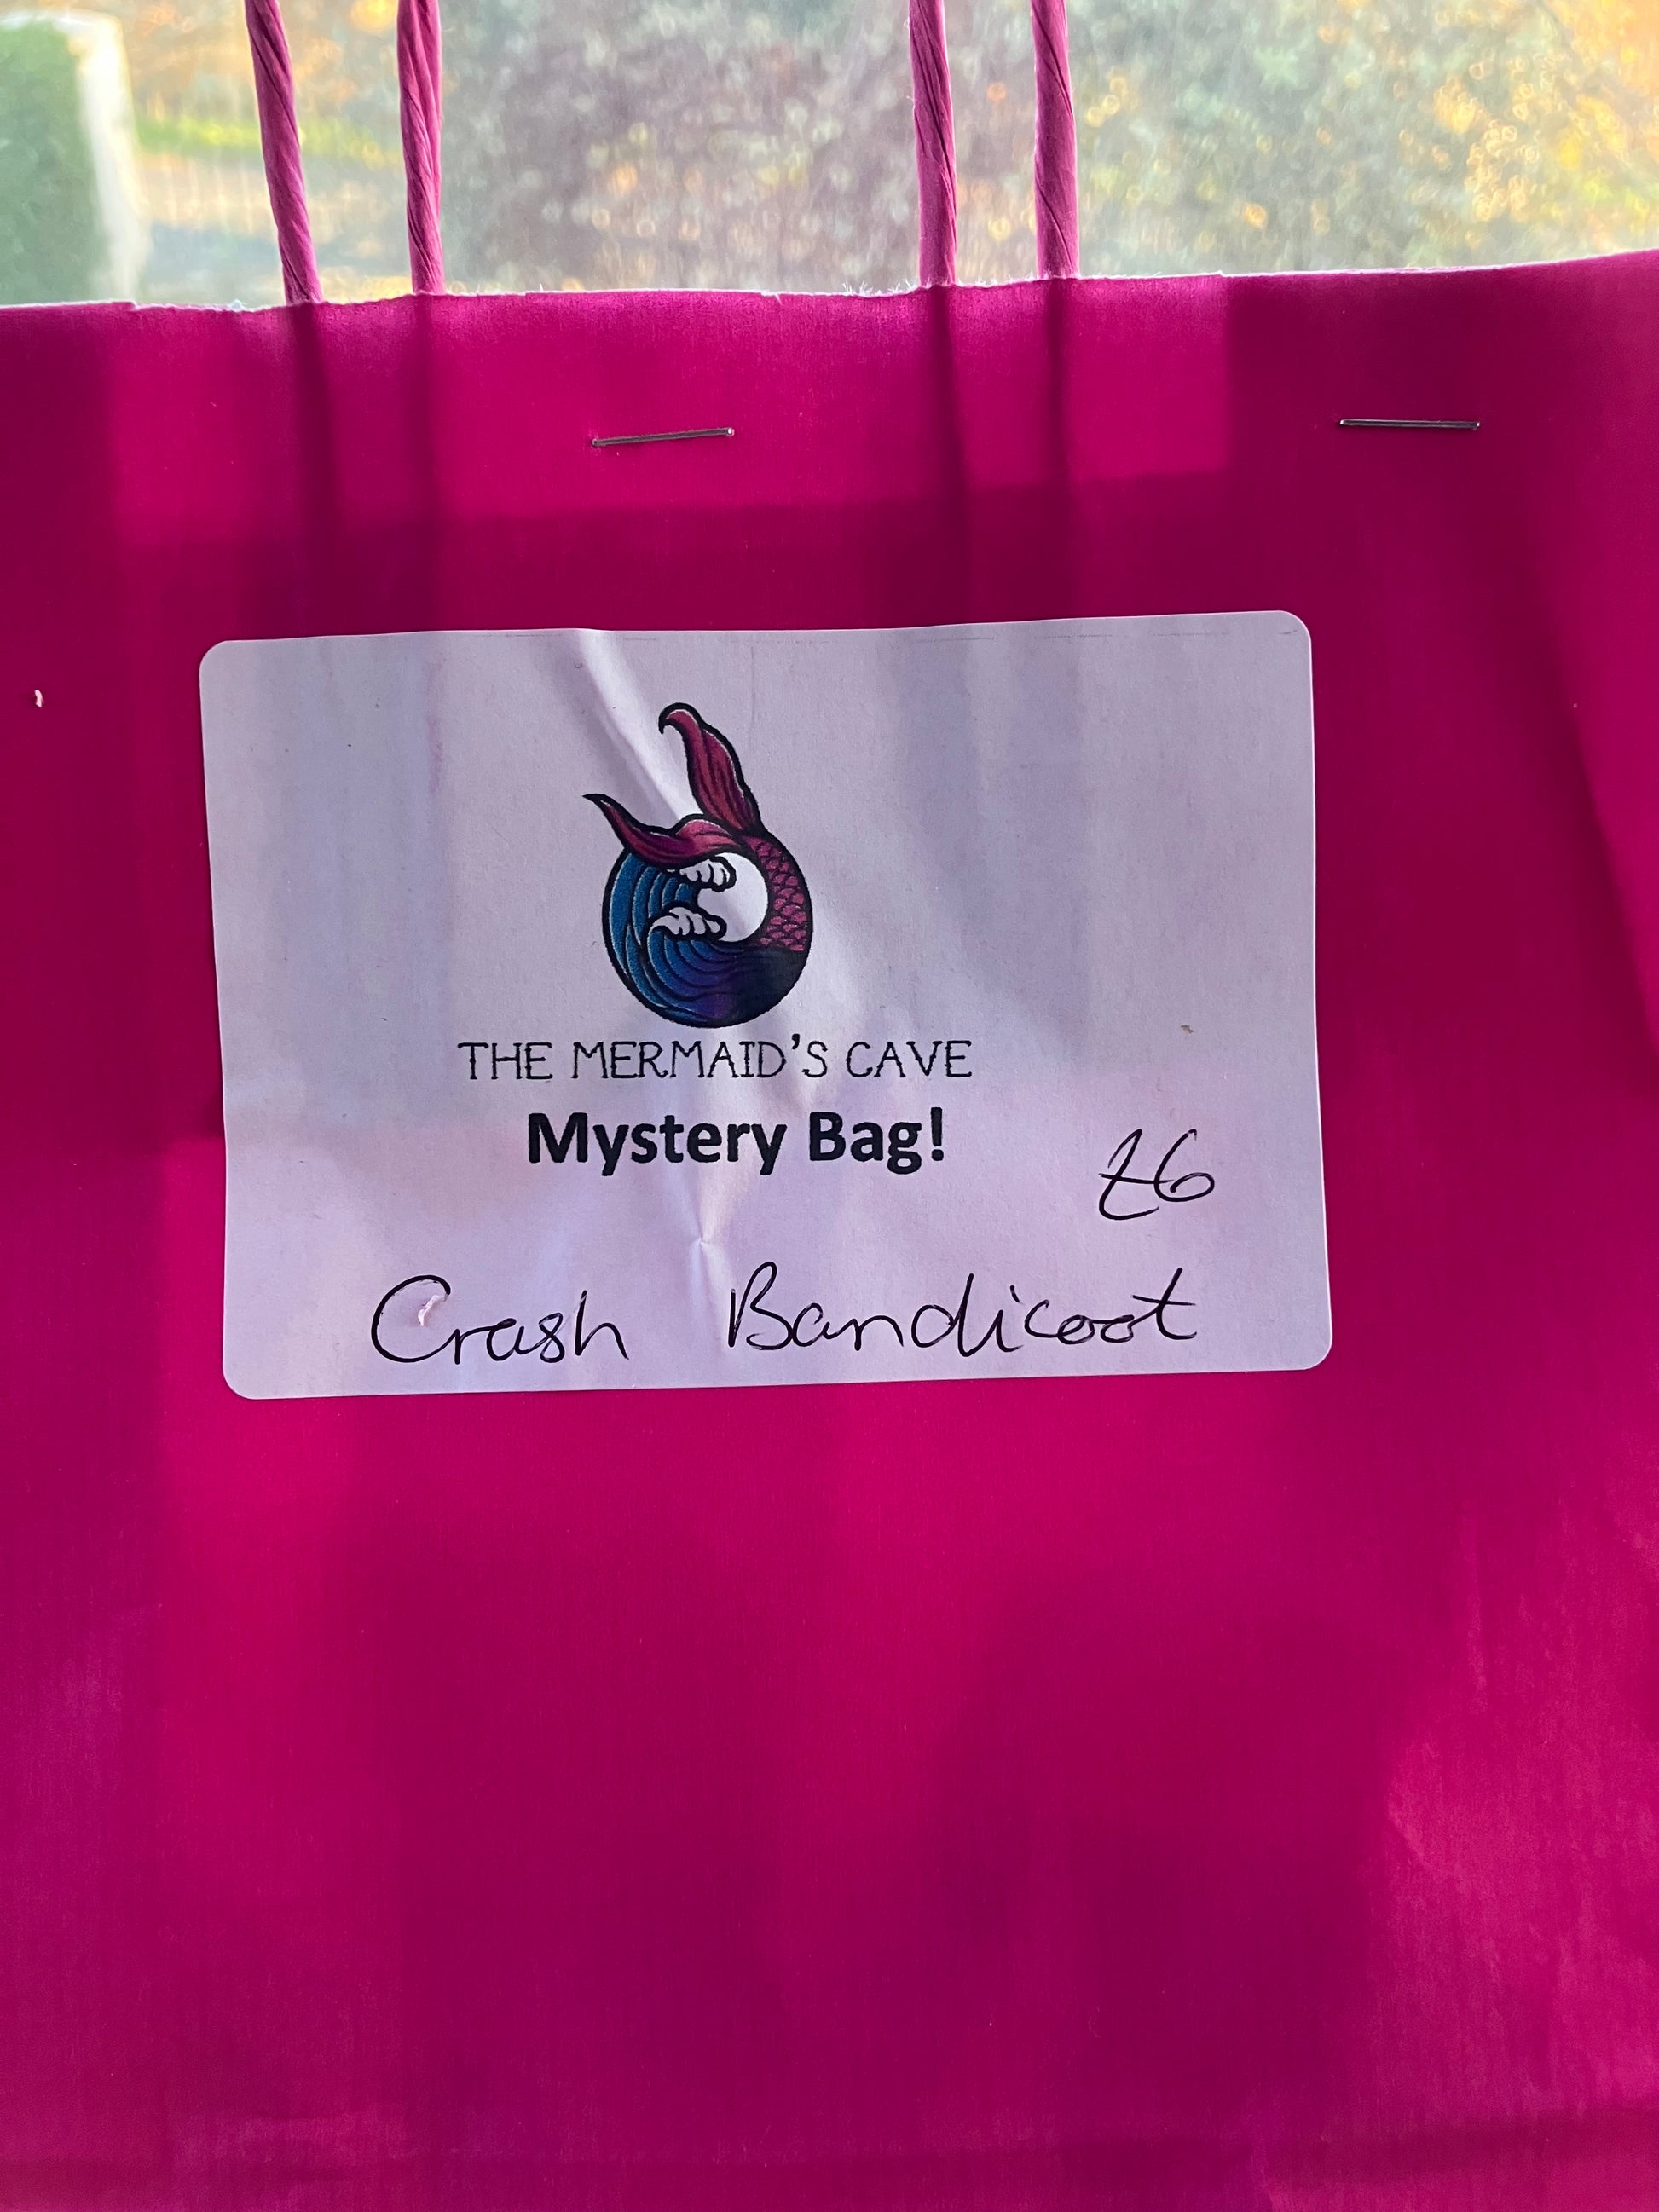 THE MERMAID'S CAVE
Mystery Bag!
£6
Crash Bandicoot